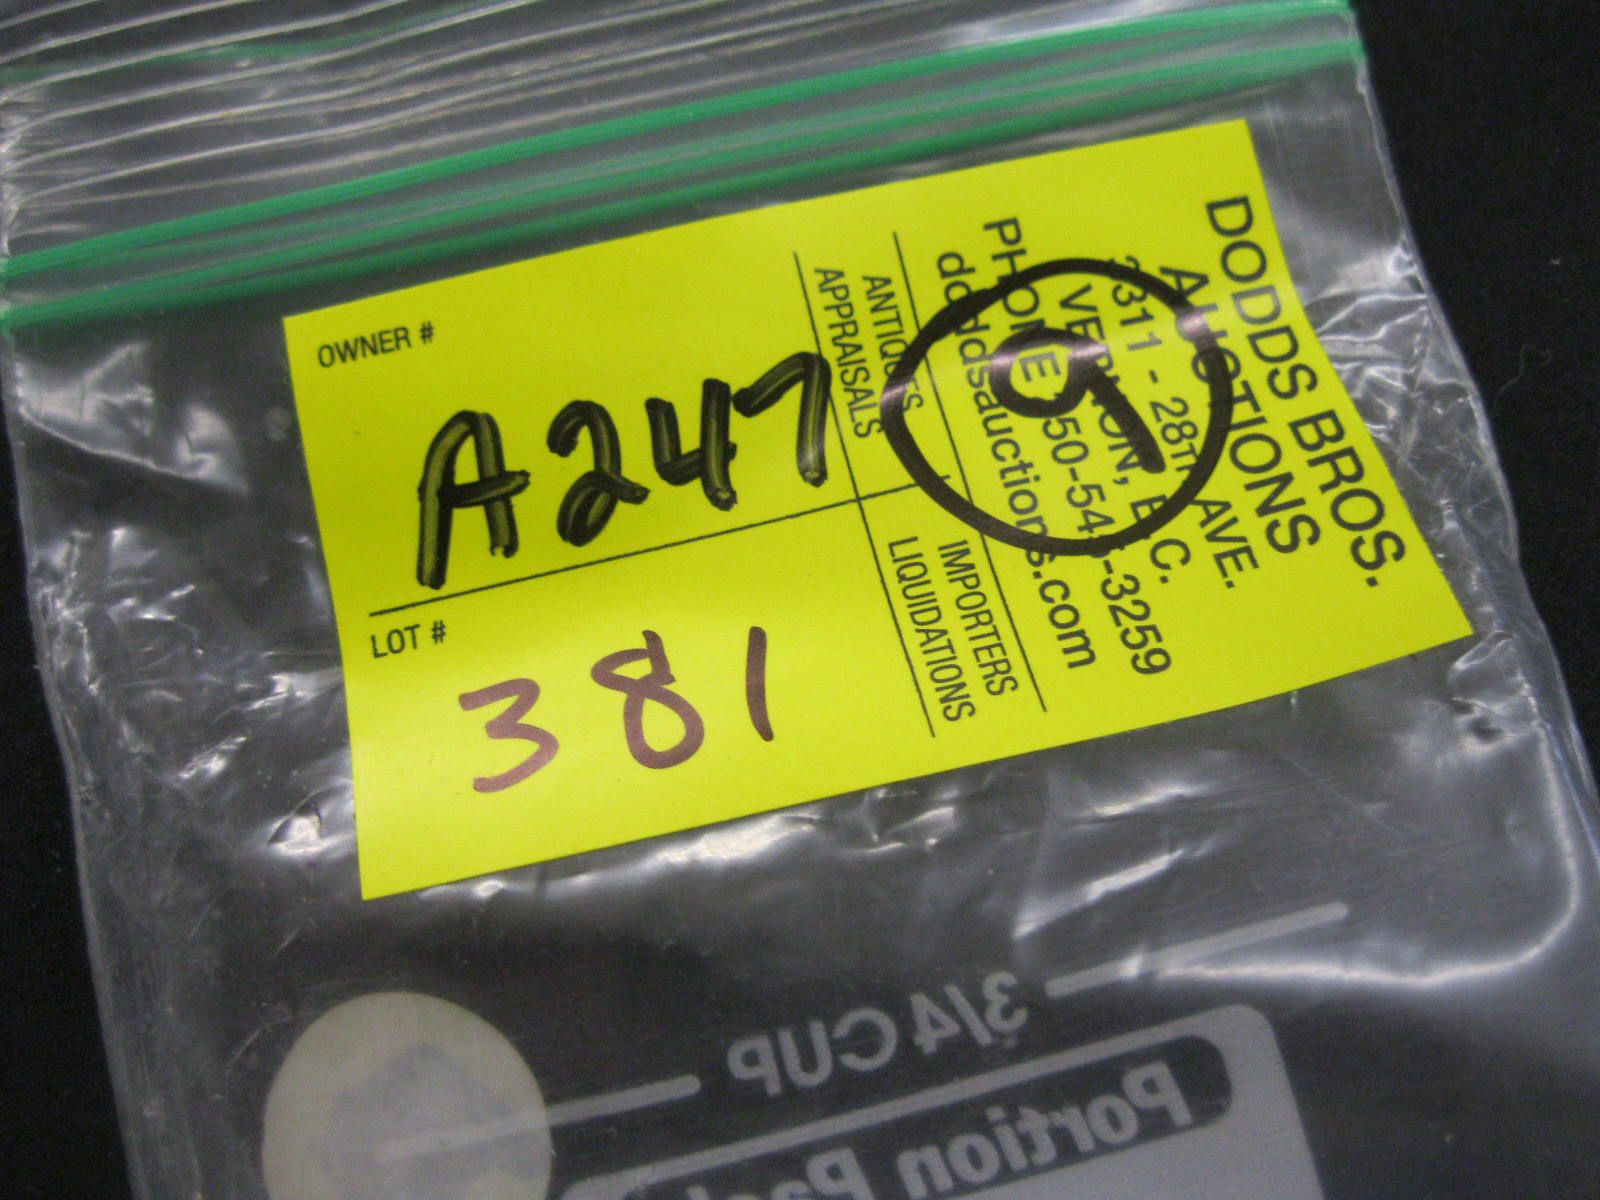 OWNER #
A247
LOT #
381
ANTIQUES
APPRAISALS
IMPORTERS
LIQUIDATIONS
DODDS BROS.
AUCTIONS
3311 - 28TH AVE.
VERNON, B.C.
PHONE 250-545-3259
doddsauctions.com
9
3/4 CUP
Portion